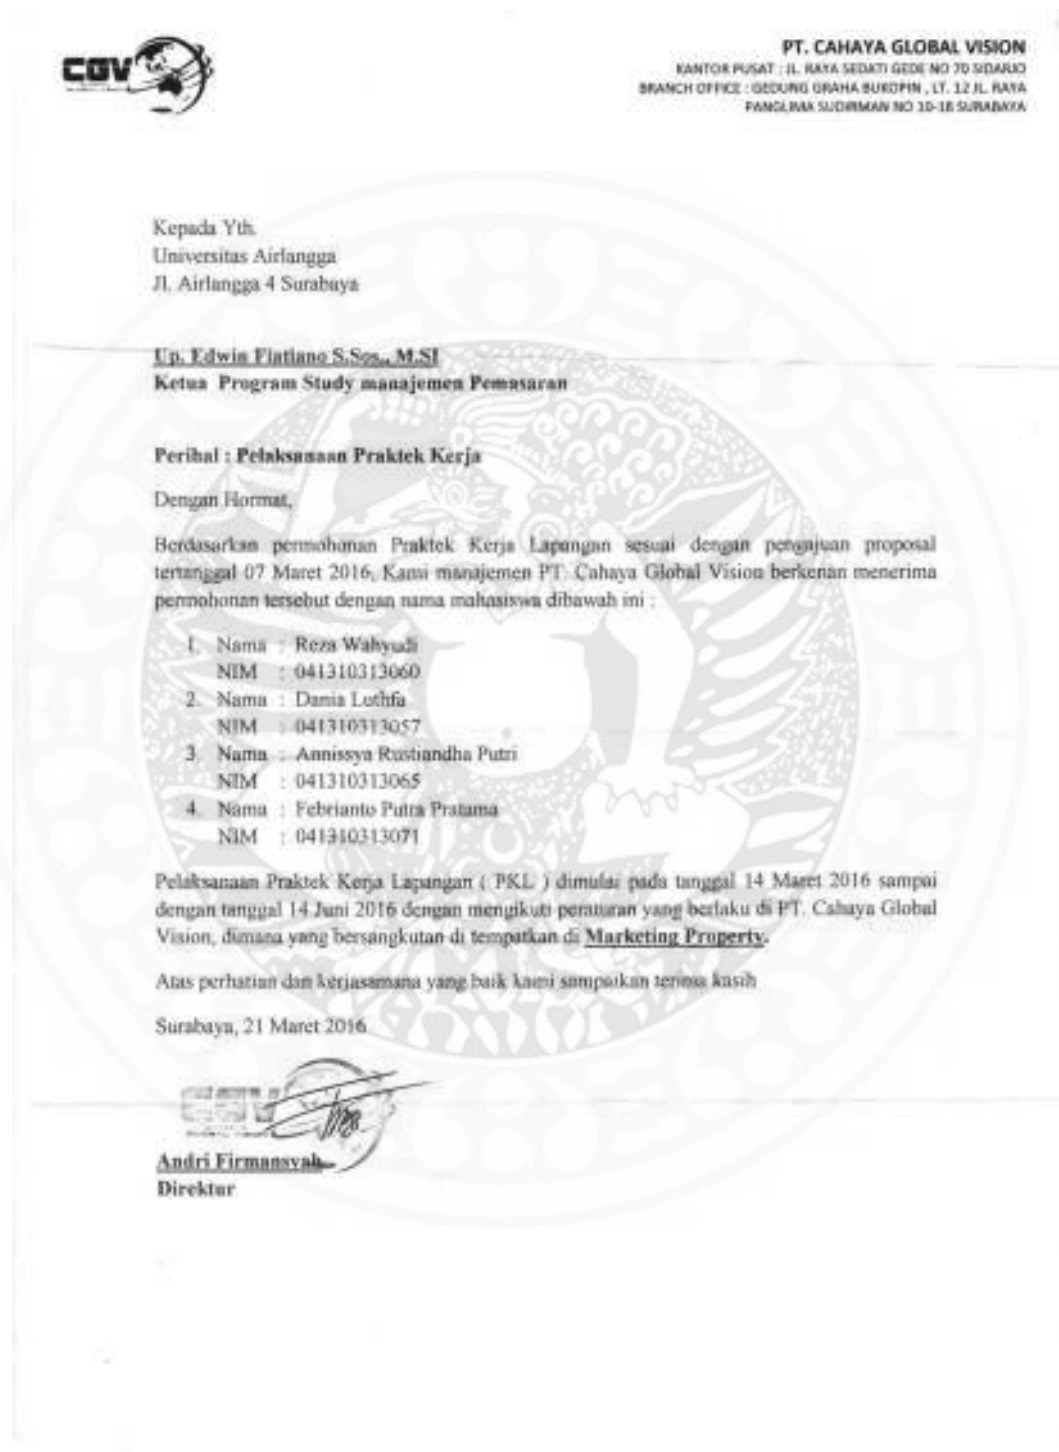 CGV
PT. CAHAYA GLOBAL VISION
KANTOR PUSAT : JL. RAYA SEDATI GEDE NO 70 SIDARJO
BRANCH OFFICE : GEDUNG GRAHA BUKOPIN , LT. 12 JL. RAYA
PANGLIMA SUDIRMAN NO 10-18 SURABAYA
Kepada Yth.
Universitas Airlangga
Jl. Airlangga 4 Surabaya
Up. Edwin Fiatiano S.Sos., M.SI
Ketua Program Study manajemen Pemasaran
Perihal : Pelaksanaan Praktek Kerja
Dengan Hormat,
Berdasarkan permohonan Praktek Kerja Lapangan sesuai dengan pengajuan proposal
tertanggal 07 Maret 2016, Kami manajemen PT. Cahaya Global Vision berkenan menerima
permohonan tersebut dengan nama mahasiswa dibawah ini :
1. Nama : Reza Wahyudi
NIM : 041310313060
2. Nama : Dania Luthfa
NIM : 041310313057
3. Nama : Annissya Rustiandha Putri
NIM : 041310313065
4. Nama : Febrianto Putra Pratama
NIM : 041310313071
Pelaksanaan Praktek Kerja Lapangan ( PKL ) dimulai pada tanggal 14 Maret 2016 sampai
dengan tanggal 14 Juni 2016 dengan mengikuti peraturan yang berlaku di PT. Cahaya Global
Vision, dimana yang bersangkutan di tempatkan di Marketing Property.
Atas perhatian dan kerjasamana yang baik kami sampaikan terima kasih
Surabaya, 21 Maret 2016
CGV
Andri Firmansyah
Direktur